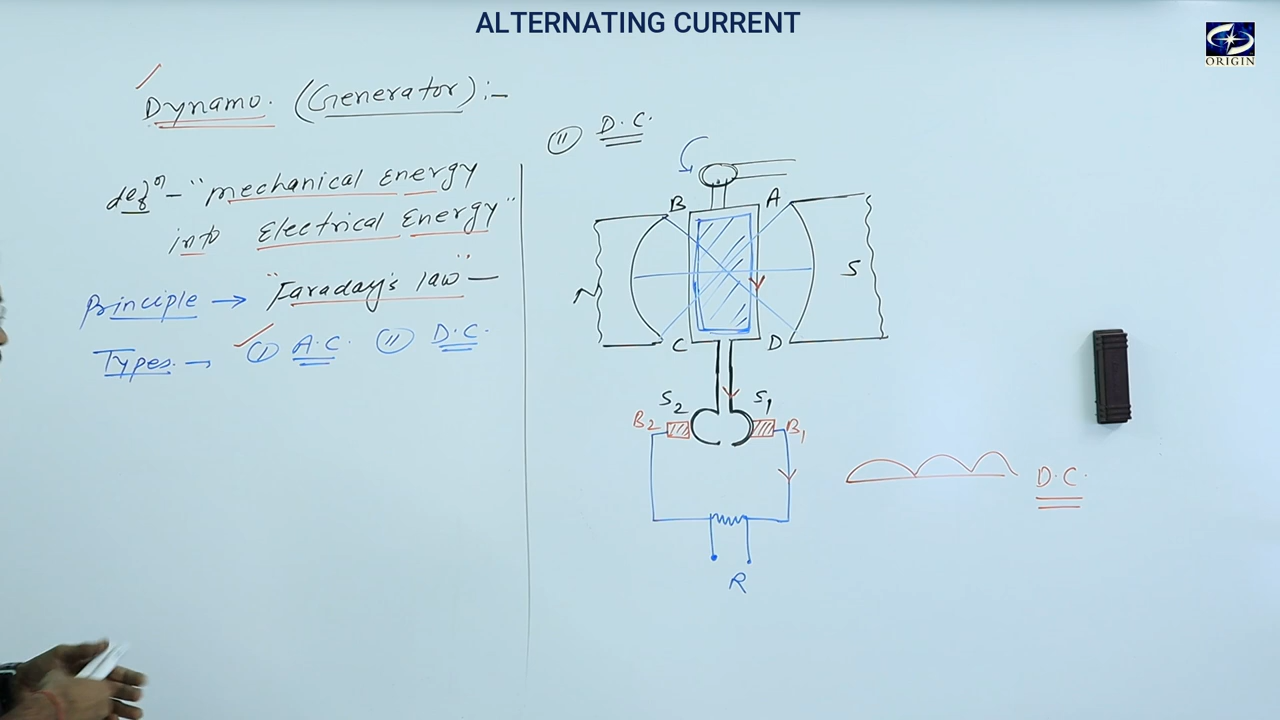 ALTERNATING CURRENT
ORIGIN
Dynamo. (Generator) :-
defⁿ - "mechanical Energy
into Electrical Energy"
Principle → "Faraday's law" -
Types. - (I) A.C. (II) D.C.
(II) D.C.
B A
N S
C D
S₂ S₁
B₂ B₁
D.C.
R